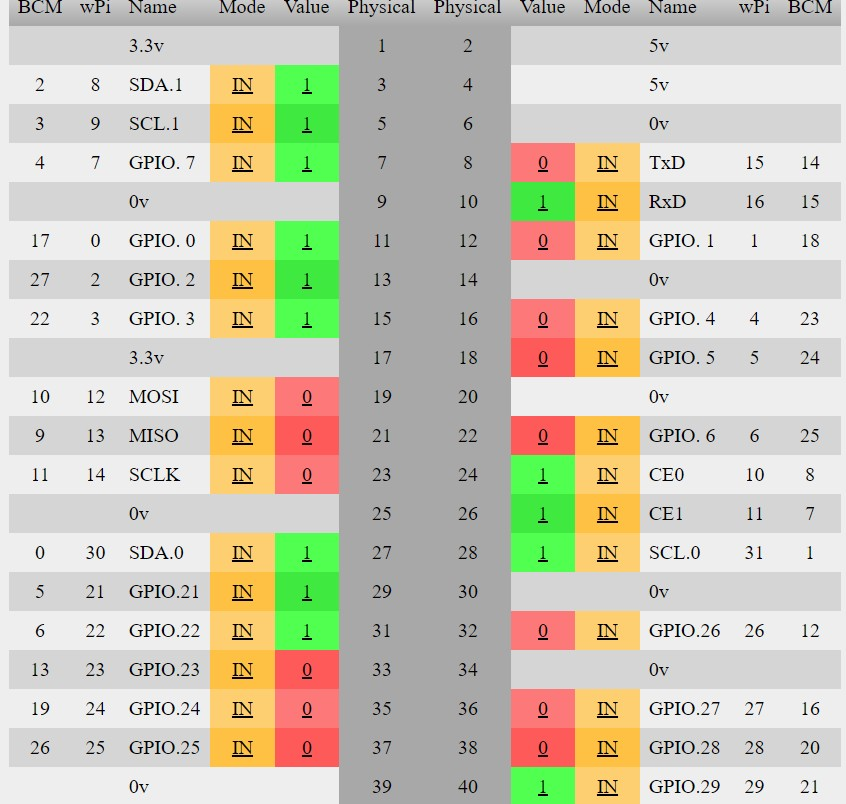 BCM wPi Name Mode Value Physical Physical Value Mode Name wPi BCM
3.3v 1 2 5v
2 8 SDA.1 IN 1 3 4 5v
3 9 SCL.1 IN 1 5 6 0v
4 7 GPIO. 7 IN 1 7 8 0 IN TxD 15 14
0v 9 10 1 IN RxD 16 15
17 0 GPIO. 0 IN 1 11 12 0 IN GPIO. 1 1 18
27 2 GPIO. 2 IN 1 13 14 0v
22 3 GPIO. 3 IN 1 15 16 0 IN GPIO. 4 4 23
3.3v 17 18 0 IN GPIO. 5 5 24
10 12 MOSI IN 0 19 20 0v
9 13 MISO IN 0 21 22 0 IN GPIO. 6 6 25
11 14 SCLK IN 0 23 24 1 IN CE0 10 8
0v 25 26 1 IN CE1 11 7
0 30 SDA.0 IN 1 27 28 1 IN SCL.0 31 1
5 21 GPIO.21 IN 1 29 30 0v
6 22 GPIO.22 IN 1 31 32 0 IN GPIO.26 26 12
13 23 GPIO.23 IN 0 33 34 0v
19 24 GPIO.24 IN 0 35 36 0 IN GPIO.27 27 16
26 25 GPIO.25 IN 0 37 38 0 IN GPIO.28 28 20
0v 39 40 1 IN GPIO.29 29 21